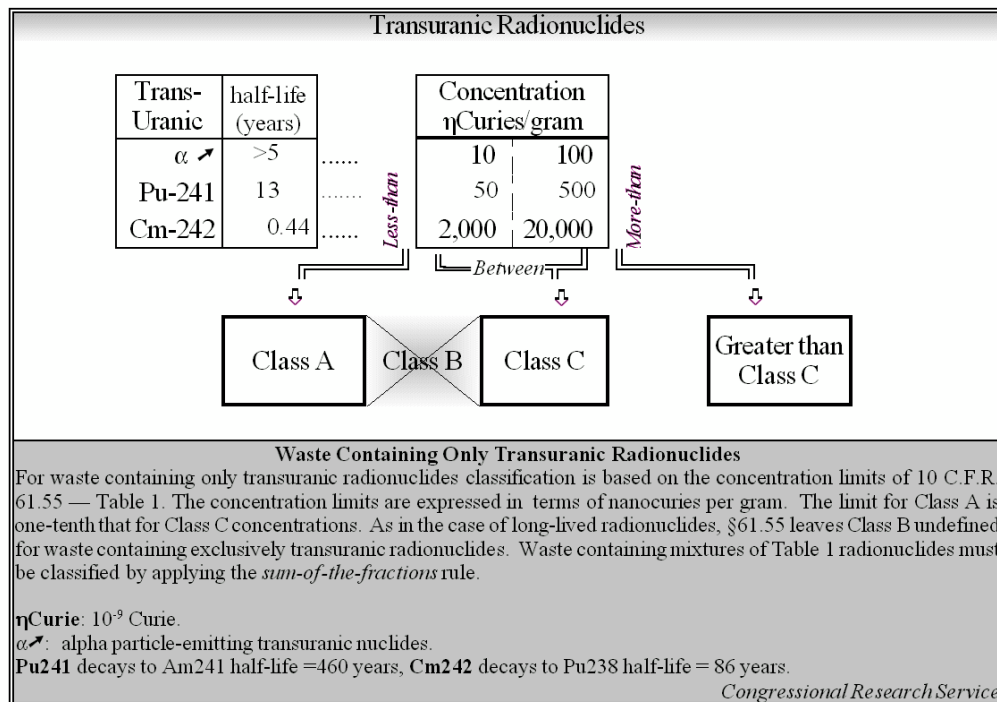 Transuranic Radionuclides
Trans-
Uranic
half-life
(years)
Concentration
ηCuries/gram
α ➚ >5 ...... 10 100
Pu-241 13 ....... 50 500
Cm-242 0.44 ...... 2,000 20,000
Less-than
More-than
Between
Class A
Class B
Class C
Greater than
Class C
Waste Containing Only Transuranic Radionuclides
For waste containing only transuranic radionuclides classification is based on the concentration limits of 10 C.F.R.
61.55 — Table 1. The concentration limits are expressed in terms of nanocuries per gram. The limit for Class A is
one-tenth that for Class C concentrations. As in the case of long-lived radionuclides, §61.55 leaves Class B undefined
for waste containing exclusively transuranic radionuclides. Waste containing mixtures of Table 1 radionuclides must
be classified by applying the sum-of-the-fractions rule.
ηCurie: 10⁻⁹ Curie.
α➚: alpha particle-emitting transuranic nuclides.
Pu241 decays to Am241 half-life =460 years, Cm242 decays to Pu238 half-life = 86 years.
Congressional Research Service